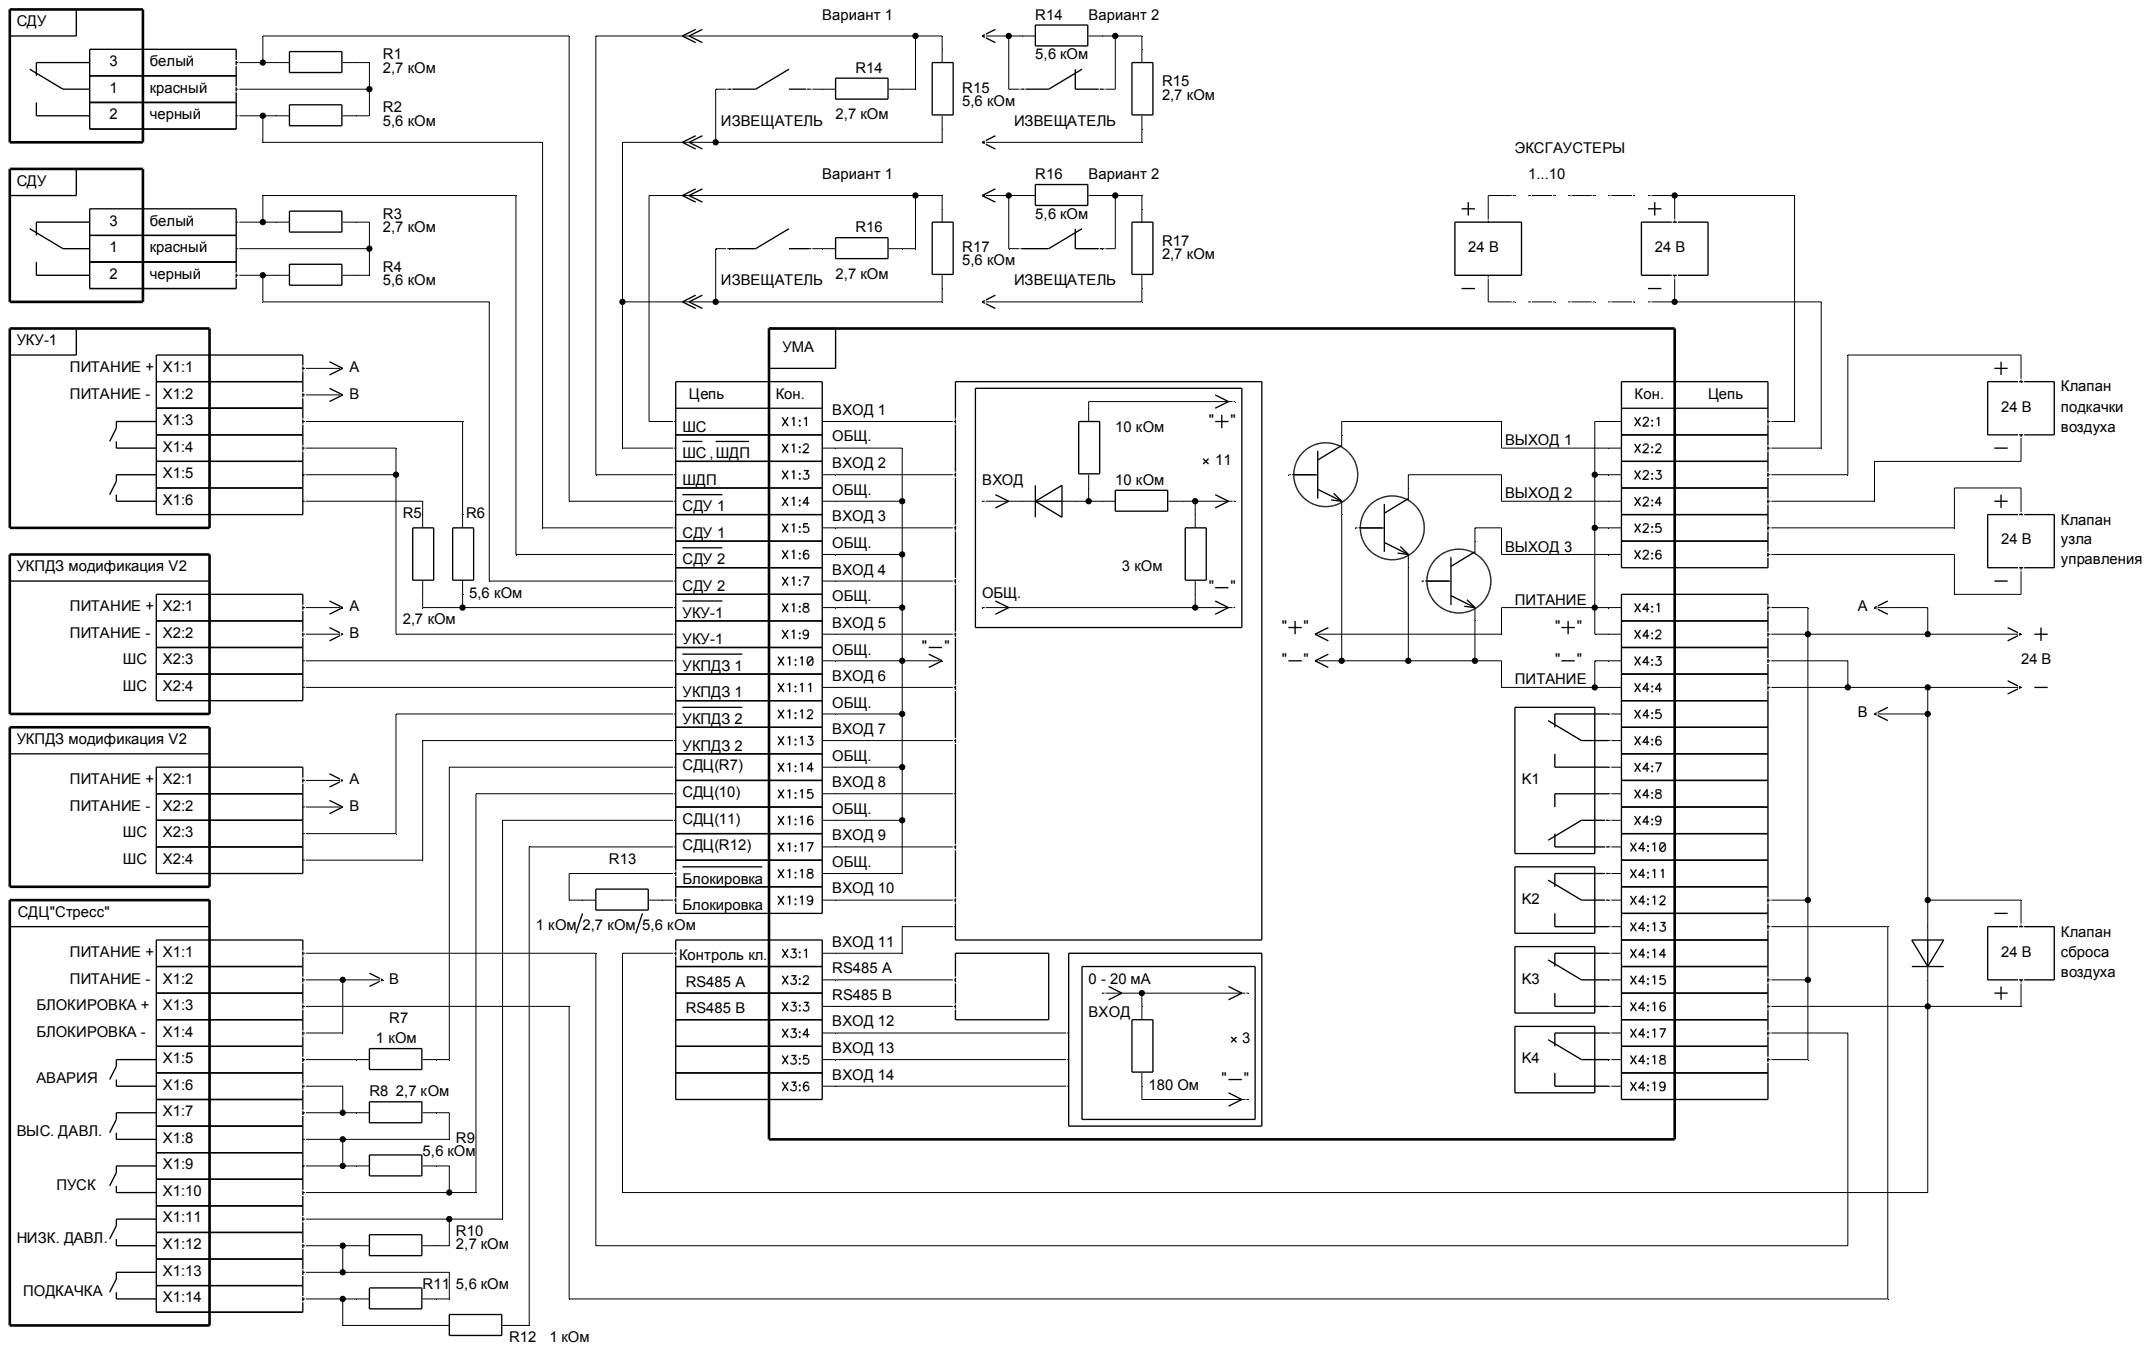 СДУ
3 белый
1 красный
2 черный
R1
2,7 кОм
R2
5,6 кОм
СДУ
3 белый
1 красный
2 черный
R3
2,7 кОм
R4
5,6 кОм
Вариант 1
R14
2,7 кОм
R15
5,6 кОм
ИЗВЕЩАТЕЛЬ
R14 Вариант 2
5,6 кОм
R15
2,7 кОм
ИЗВЕЩАТЕЛЬ
Вариант 1
R16
2,7 кОм
R17
5,6 кОм
ИЗВЕЩАТЕЛЬ
R16 Вариант 2
5,6 кОм
R17
2,7 кОм
ИЗВЕЩАТЕЛЬ
ЭКСГАУСТЕРЫ
1...10
+ 24 В −
+ 24 В −
УКУ-1
ПИТАНИЕ + X1:1 A
ПИТАНИЕ - X1:2 B
X1:3
X1:4
X1:5
X1:6
R5
2,7 кОм
R6
5,6 кОм
УКПДЗ модификация V2
ПИТАНИЕ + X2:1 A
ПИТАНИЕ - X2:2 B
ШС X2:3
ШС X2:4
УКПДЗ модификация V2
ПИТАНИЕ + X2:1 A
ПИТАНИЕ - X2:2 B
ШС X2:3
ШС X2:4
СДЦ"Стресс"
ПИТАНИЕ + X1:1
ПИТАНИЕ - X1:2 B
БЛОКИРОВКА + X1:3
БЛОКИРОВКА - X1:4
X1:5
АВАРИЯ
X1:6
X1:7
ВЫС. ДАВЛ.
X1:8
X1:9
ПУСК
X1:10
X1:11
НИЗК. ДАВЛ.
X1:12
X1:13
ПОДКАЧКА
X1:14
R7
1 кОм
R8 2,7 кОм
R9
5,6 кОм
R10
2,7 кОм
R11 5,6 кОм
R12 1 кОм
R13
1 кОм/2,7 кОм/5,6 кОм
УМА
Цепь Кон.
ШС X1:1 ВХОД 1
ШС , ШДП X1:2 ОБЩ.
ШДП X1:3 ВХОД 2
СДУ 1 X1:4 ОБЩ.
СДУ 1 X1:5 ВХОД 3
СДУ 2 X1:6 ОБЩ.
СДУ 2 X1:7 ВХОД 4
УКУ-1 X1:8 ОБЩ.
УКУ-1 X1:9 ВХОД 5
УКПДЗ 1 X1:10 ОБЩ. "−"
УКПДЗ 1 X1:11 ВХОД 6
УКПДЗ 2 X1:12 ОБЩ.
УКПДЗ 2 X1:13 ВХОД 7
СДЦ(R7) X1:14 ОБЩ.
СДЦ(10) X1:15 ВХОД 8
СДЦ(11) X1:16 ОБЩ.
СДЦ(R12) X1:17 ВХОД 9
Блокировка X1:18 ОБЩ.
Блокировка X1:19 ВХОД 10
Контроль кл. X3:1 ВХОД 11
RS485 A X3:2 RS485 A
RS485 B X3:3 RS485 B
X3:4 ВХОД 12
X3:5 ВХОД 13
X3:6 ВХОД 14
10 кОм "+"
× 11
ВХОД 10 кОм
3 кОм
ОБЩ. "−"
0 - 20 мА
ВХОД
× 3
180 Ом "−"
ВЫХОД 1
ВЫХОД 2
ВЫХОД 3
ПИТАНИЕ
"+" "+"
"−" "−"
ПИТАНИЕ
K1
K2
K3
K4
Кон. Цепь
X2:1
X2:2
X2:3
X2:4
X2:5
X2:6
X4:1
X4:2
X4:3
X4:4
X4:5
X4:6
X4:7
X4:8
X4:9
X4:10
X4:11
X4:12
X4:13
X4:14
X4:15
X4:16
X4:17
X4:18
X4:19
+ 24 В −
Клапан
подкачки
воздуха
+ 24 В −
Клапан
узла
управления
A
+
24 В
−
B
− 24 В +
Клапан
сброса
воздуха